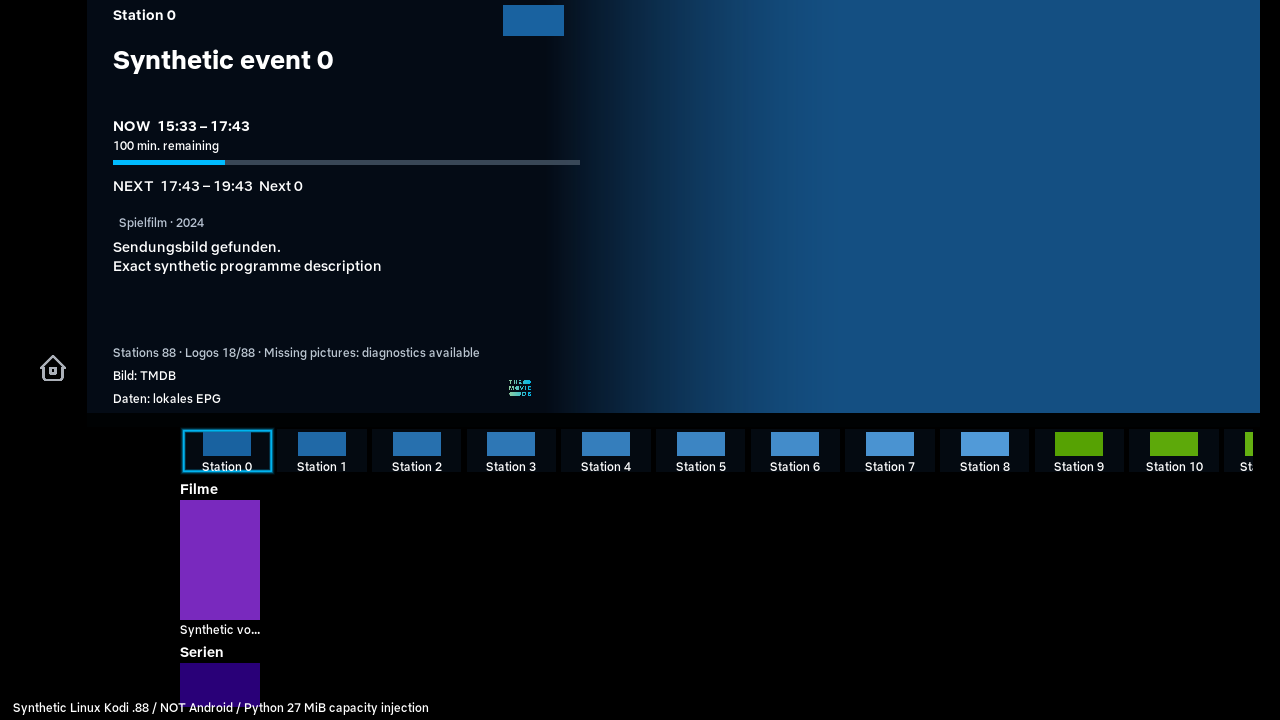 Station 0
Synthetic event 0
NOW 15:33 – 17:43
100 min. remaining
NEXT 17:43 – 19:43 Next 0
Spielfilm · 2024
Sendungsbild gefunden.
Exact synthetic programme description
Stations 88 · Logos 18/88 · Missing pictures: diagnostics available
Bild: TMDB
THE
MOVIE
DB
Daten: lokales EPG
Station 0 Station 1 Station 2 Station 3 Station 4 Station 5 Station 6 Station 7 Station 8 Station 9 Station 10
Filme
Synthetic vo...
Serien
Synthetic Linux Kodi .88 / NOT Android / Python 27 MiB capacity injection